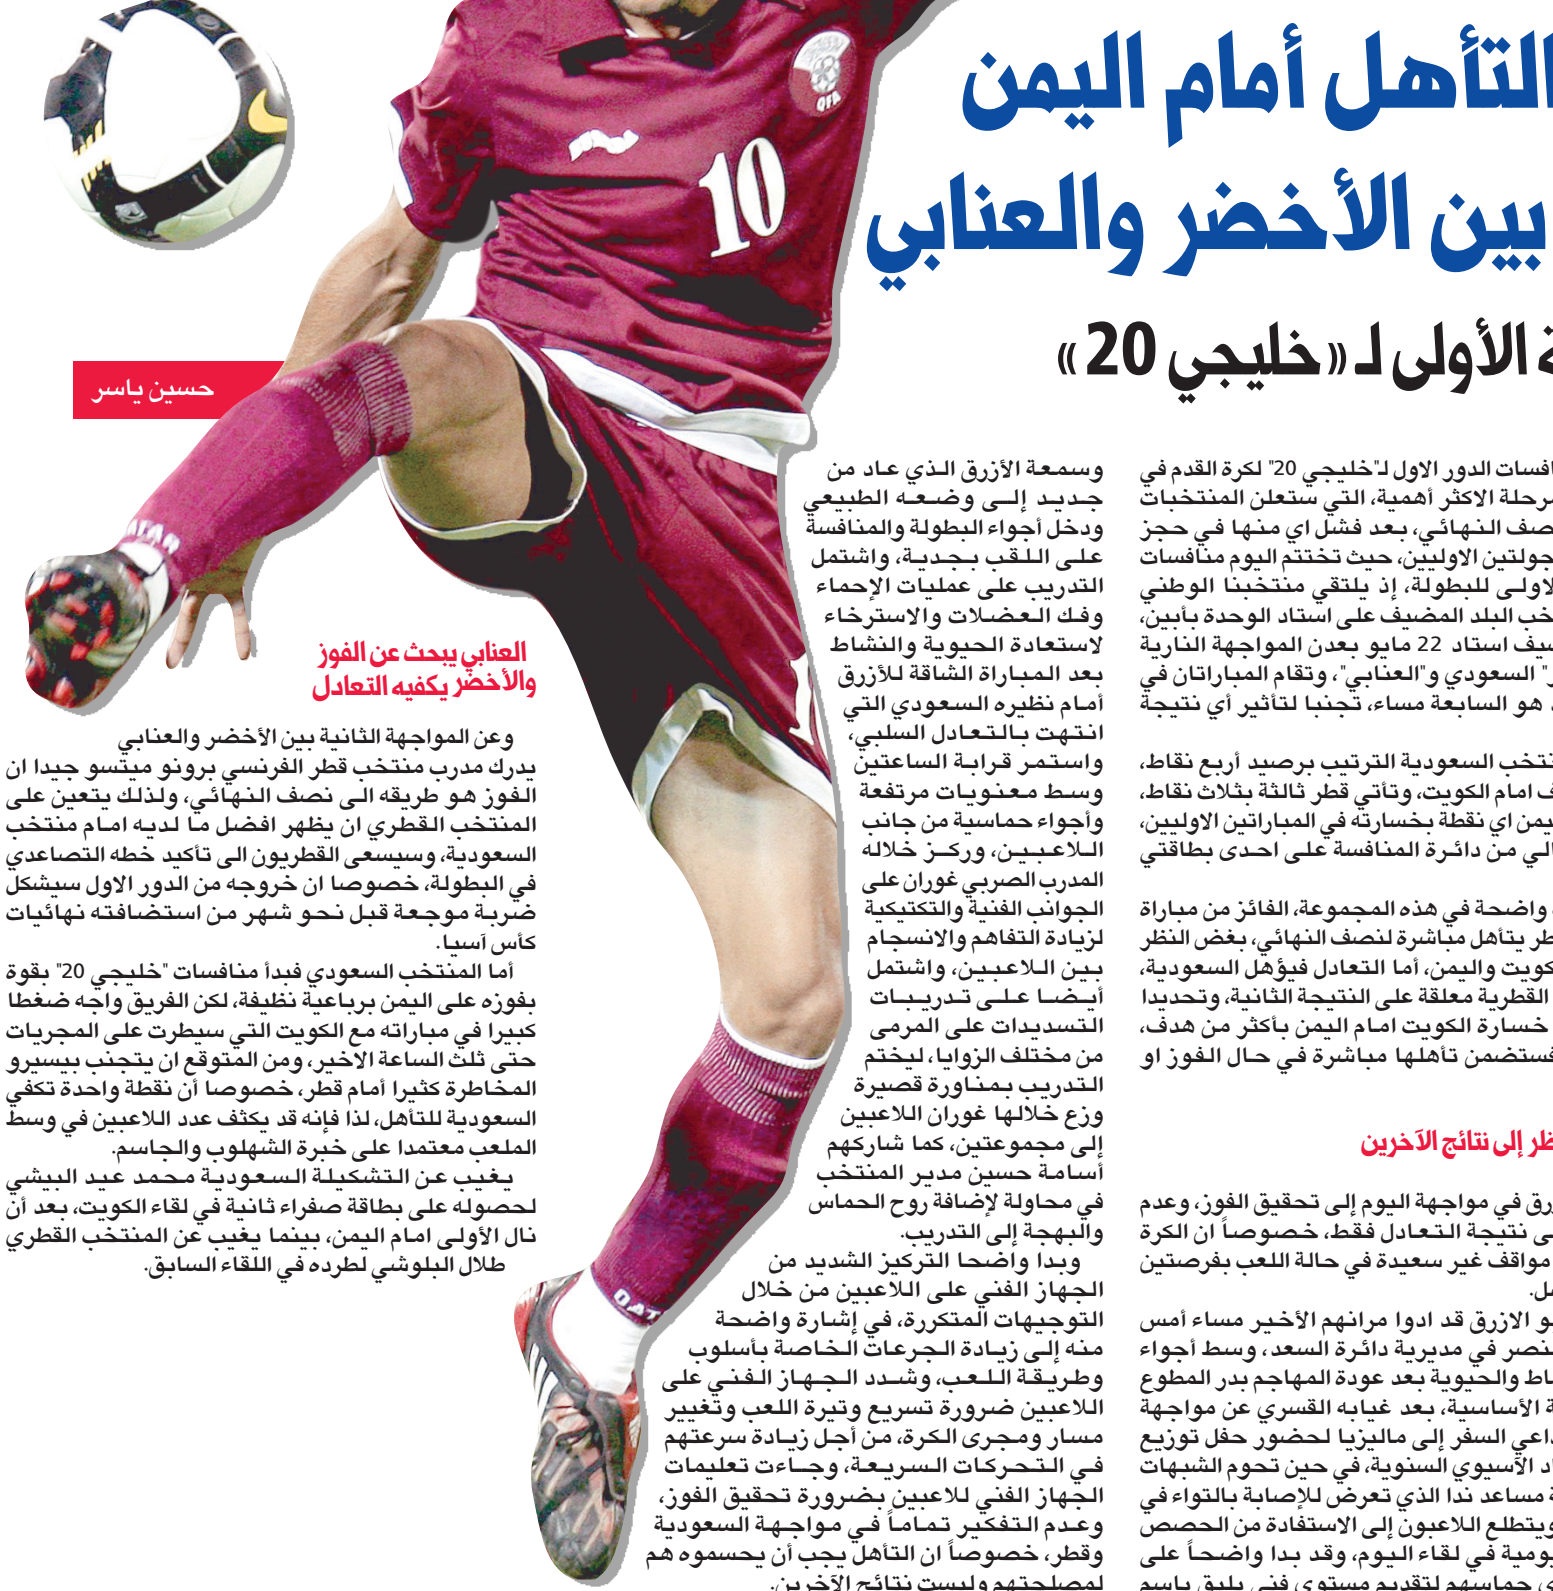 التأهل أمام اليمن
بين الأخضر والعنابي
الأولى لـ «خليجي 20»
الدور الاول لـ"خليجي 20" لكرة القدم في
الاكثر أهمية، التي ستعلن المنتخبات
النهائي، بعد فشل اي منها في حجز
الاوليين، حيث تختتم اليوم منافسات
للبطولة، إذ يلتقي منتخبنا الوطني
البلد المضيف على استاد الوحدة بأبين،
استاد 22 مايو بعدن المواجهة النارية
السعودي و"العنابي"، وتقام المباراتان في
هو السابعة مساء، تجنبا لتأثير أي نتيجة
السعودية الترتيب برصيد أربع نقاط،
امام الكويت، وتأتي قطر ثالثة بثلاث نقاط،
اي نقطة بخسارته في المباراتين الاوليين،
من دائرة المنافسة على احدى بطاقتي
واضحة في هذه المجموعة، الفائز من مباراة
يتأهل مباشرة لنصف النهائي، بغض النظر
واليمن، أما التعادل فيؤهل السعودية،
القطرية معلقة على النتيجة الثانية، وتحديدا
خسارة الكويت امام اليمن بأكثر من هدف،
فستضمن تأهلها مباشرة في حال الفوز او
إلى نتائج الآخرين
في مواجهة اليوم إلى تحقيق الفوز، وعدم
نتيجة التعادل فقط، خصوصاً ان الكرة
مواقف غير سعيدة في حالة اللعب بفرصتين
الازرق قد ادوا مرانهم الأخير مساء أمس
في مديرية دائرة السعد، وسط أجواء
والحيوية بعد عودة المهاجم بدر المطوع
الأساسية، بعد غيابه القسري عن مواجهة
السفر إلى ماليزيا لحضور حفل توزيع
الآسيوي السنوية، في حين تحوم الشبهات
مساعد ندا الذي تعرض للإصابة بالتواء في
ويتطلع اللاعبون إلى الاستفادة من الحصص
في لقاء اليوم، وقد بدا واضحاً على
حماسهم لتقديم مستوى فني يليق باسم
وسمعة الأزرق الذي عاد من
جديد إلى وضعه الطبيعي
ودخل أجواء البطولة والمنافسة
على اللقب بجدية، واشتمل
التدريب على عمليات الإحماء
وفك العضلات والاسترخاء
لاستعادة الحيوية والنشاط
بعد المباراة الشاقة للأزرق
أمام نظيره السعودي التي
انتهت بالتعادل السلبي،
واستمر قرابة الساعتين
وسط معنويات مرتفعة
وأجواء حماسية من جانب
اللاعبين، وركز خلاله
المدرب الصربي غوران على
الجوانب الفنية والتكتيكية
لزيادة التفاهم والانسجام
بين اللاعبين، واشتمل
أيضا على تدريبات
التسديدات على المرمى
من مختلف الزوايا، ليختم
التدريب بمناورة قصيرة
وزع خلالها غوران اللاعبين
إلى مجموعتين، كما شاركهم
أسامة حسين مدير المنتخب
في محاولة لإضافة روح الحماس
والبهجة إلى التدريب.
وبدا واضحا التركيز الشديد من
الجهاز الفني على اللاعبين من خلال
التوجيهات المتكررة، في إشارة واضحة
منه إلى زيادة الجرعات الخاصة بأسلوب
وطريقة اللعب، وشدد الجهاز الفني على
اللاعبين ضرورة تسريع وتيرة اللعب وتغيير
مسار ومجرى الكرة، من أجل زيادة سرعتهم
في التحركات السريعة، وجاءت تعليمات
الجهاز الفني للاعبين بضرورة تحقيق الفوز،
وعدم التفكير تماماً في مواجهة السعودية
وقطر، خصوصاً ان التأهل يجب أن يحسموه هم
لمصلحتهم وليست نتائج الآخرين.
QFA
10
حسين ياسر
العنابي يبحث عن الفوز
والأخضر يكفيه التعادل
وعن المواجهة الثانية بين الأخضر والعنابي
يدرك مدرب منتخب قطر الفرنسي برونو ميتسو جيدا ان
الفوز هو طريقه الى نصف النهائي، ولذلك يتعين على
المنتخب القطري ان يظهر افضل ما لديه امام منتخب
السعودية، وسيسعى القطريون الى تأكيد خطه التصاعدي
في البطولة، خصوصا ان خروجه من الدور الاول سيشكل
ضربة موجعة قبل نحو شهر من استضافته نهائيات
كأس آسيا.
أما المنتخب السعودي فبدأ منافسات "خليجي 20" بقوة
بفوزه على اليمن برباعية نظيفة، لكن الفريق واجه ضغطا
كبيرا في مباراته مع الكويت التي سيطرت على المجريات
حتى ثلث الساعة الاخير، ومن المتوقع ان يتجنب بيسيرو
المخاطرة كثيرا أمام قطر، خصوصا أن نقطة واحدة تكفي
السعودية للتأهل، لذا فإنه قد يكثف عدد اللاعبين في وسط
الملعب معتمدا على خبرة الشهلوب والجاسم.
يغيب عن التشكيلة السعودية محمد عيد البيشي
لحصوله على بطاقة صفراء ثانية في لقاء الكويت، بعد أن
نال الأولى امام اليمن، بينما يغيب عن المنتخب القطري
طلال البلوشي لطرده في اللقاء السابق.